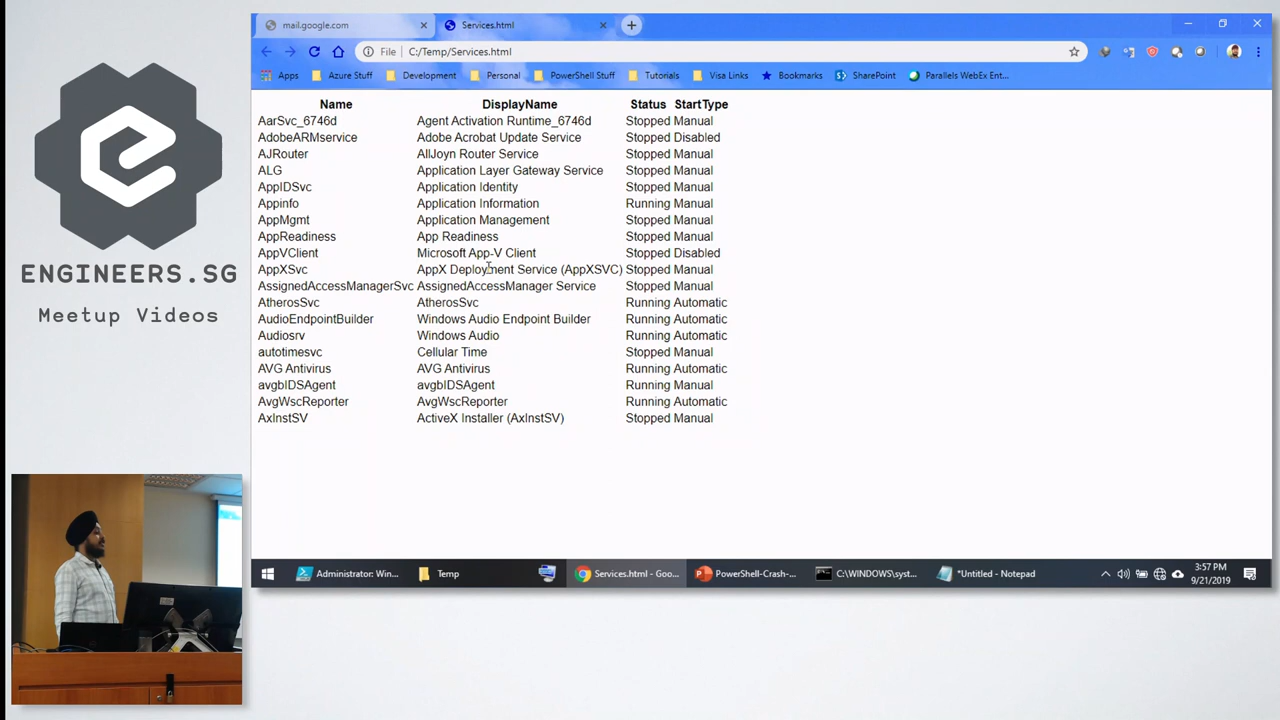 ENGINEERS.SG
Meetup Videos
mail.google.com
Services.html
File C:/Temp/Services.html
Apps Azure Stuff Development Personal PowerShell Stuff Tutorials Visa Links Bookmarks SharePoint Parallels WebEx Ent...
Name DisplayName Status StartType
AarSvc_6746d Agent Activation Runtime_6746d Stopped Manual
AdobeARMservice Adobe Acrobat Update Service Stopped Disabled
AJRouter AllJoyn Router Service Stopped Manual
ALG Application Layer Gateway Service Stopped Manual
AppIDSvc Application Identity Stopped Manual
Appinfo Application Information Running Manual
AppMgmt Application Management Stopped Manual
AppReadiness App Readiness Stopped Manual
AppVClient Microsoft App-V Client Stopped Disabled
AppXSvc AppX Deployment Service (AppXSVC) Stopped Manual
AssignedAccessManagerSvc AssignedAccessManager Service Stopped Manual
AtherosSvc AtherosSvc Running Automatic
AudioEndpointBuilder Windows Audio Endpoint Builder Running Automatic
Audiosrv Windows Audio Running Automatic
autotimesvc Cellular Time Stopped Manual
AVG Antivirus AVG Antivirus Running Automatic
avgbIDSAgent avgbIDSAgent Running Manual
AvgWscReporter AvgWscReporter Running Automatic
AxInstSV ActiveX Installer (AxInstSV) Stopped Manual
Administrator: Win... Temp Services.html - Goo... PowerShell-Crash-... C:\WINDOWS\syst... *Untitled - Notepad
3:57 PM
9/21/2019